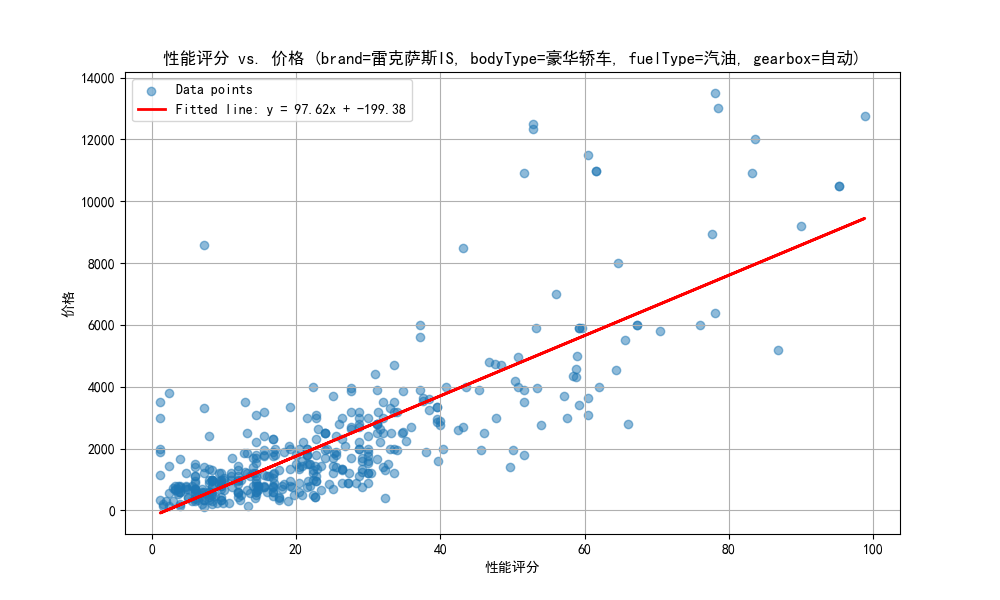 性能评分 vs. 价格 (brand=雷克萨斯IS, bodyType=豪华轿车, fuelType=汽油, gearbox=自动)
Data points
Fitted line: y = 97.62x + -199.38
14000
12000
10000
8000
6000
4000
2000
0
价格
0 20 40 60 80 100
性能评分